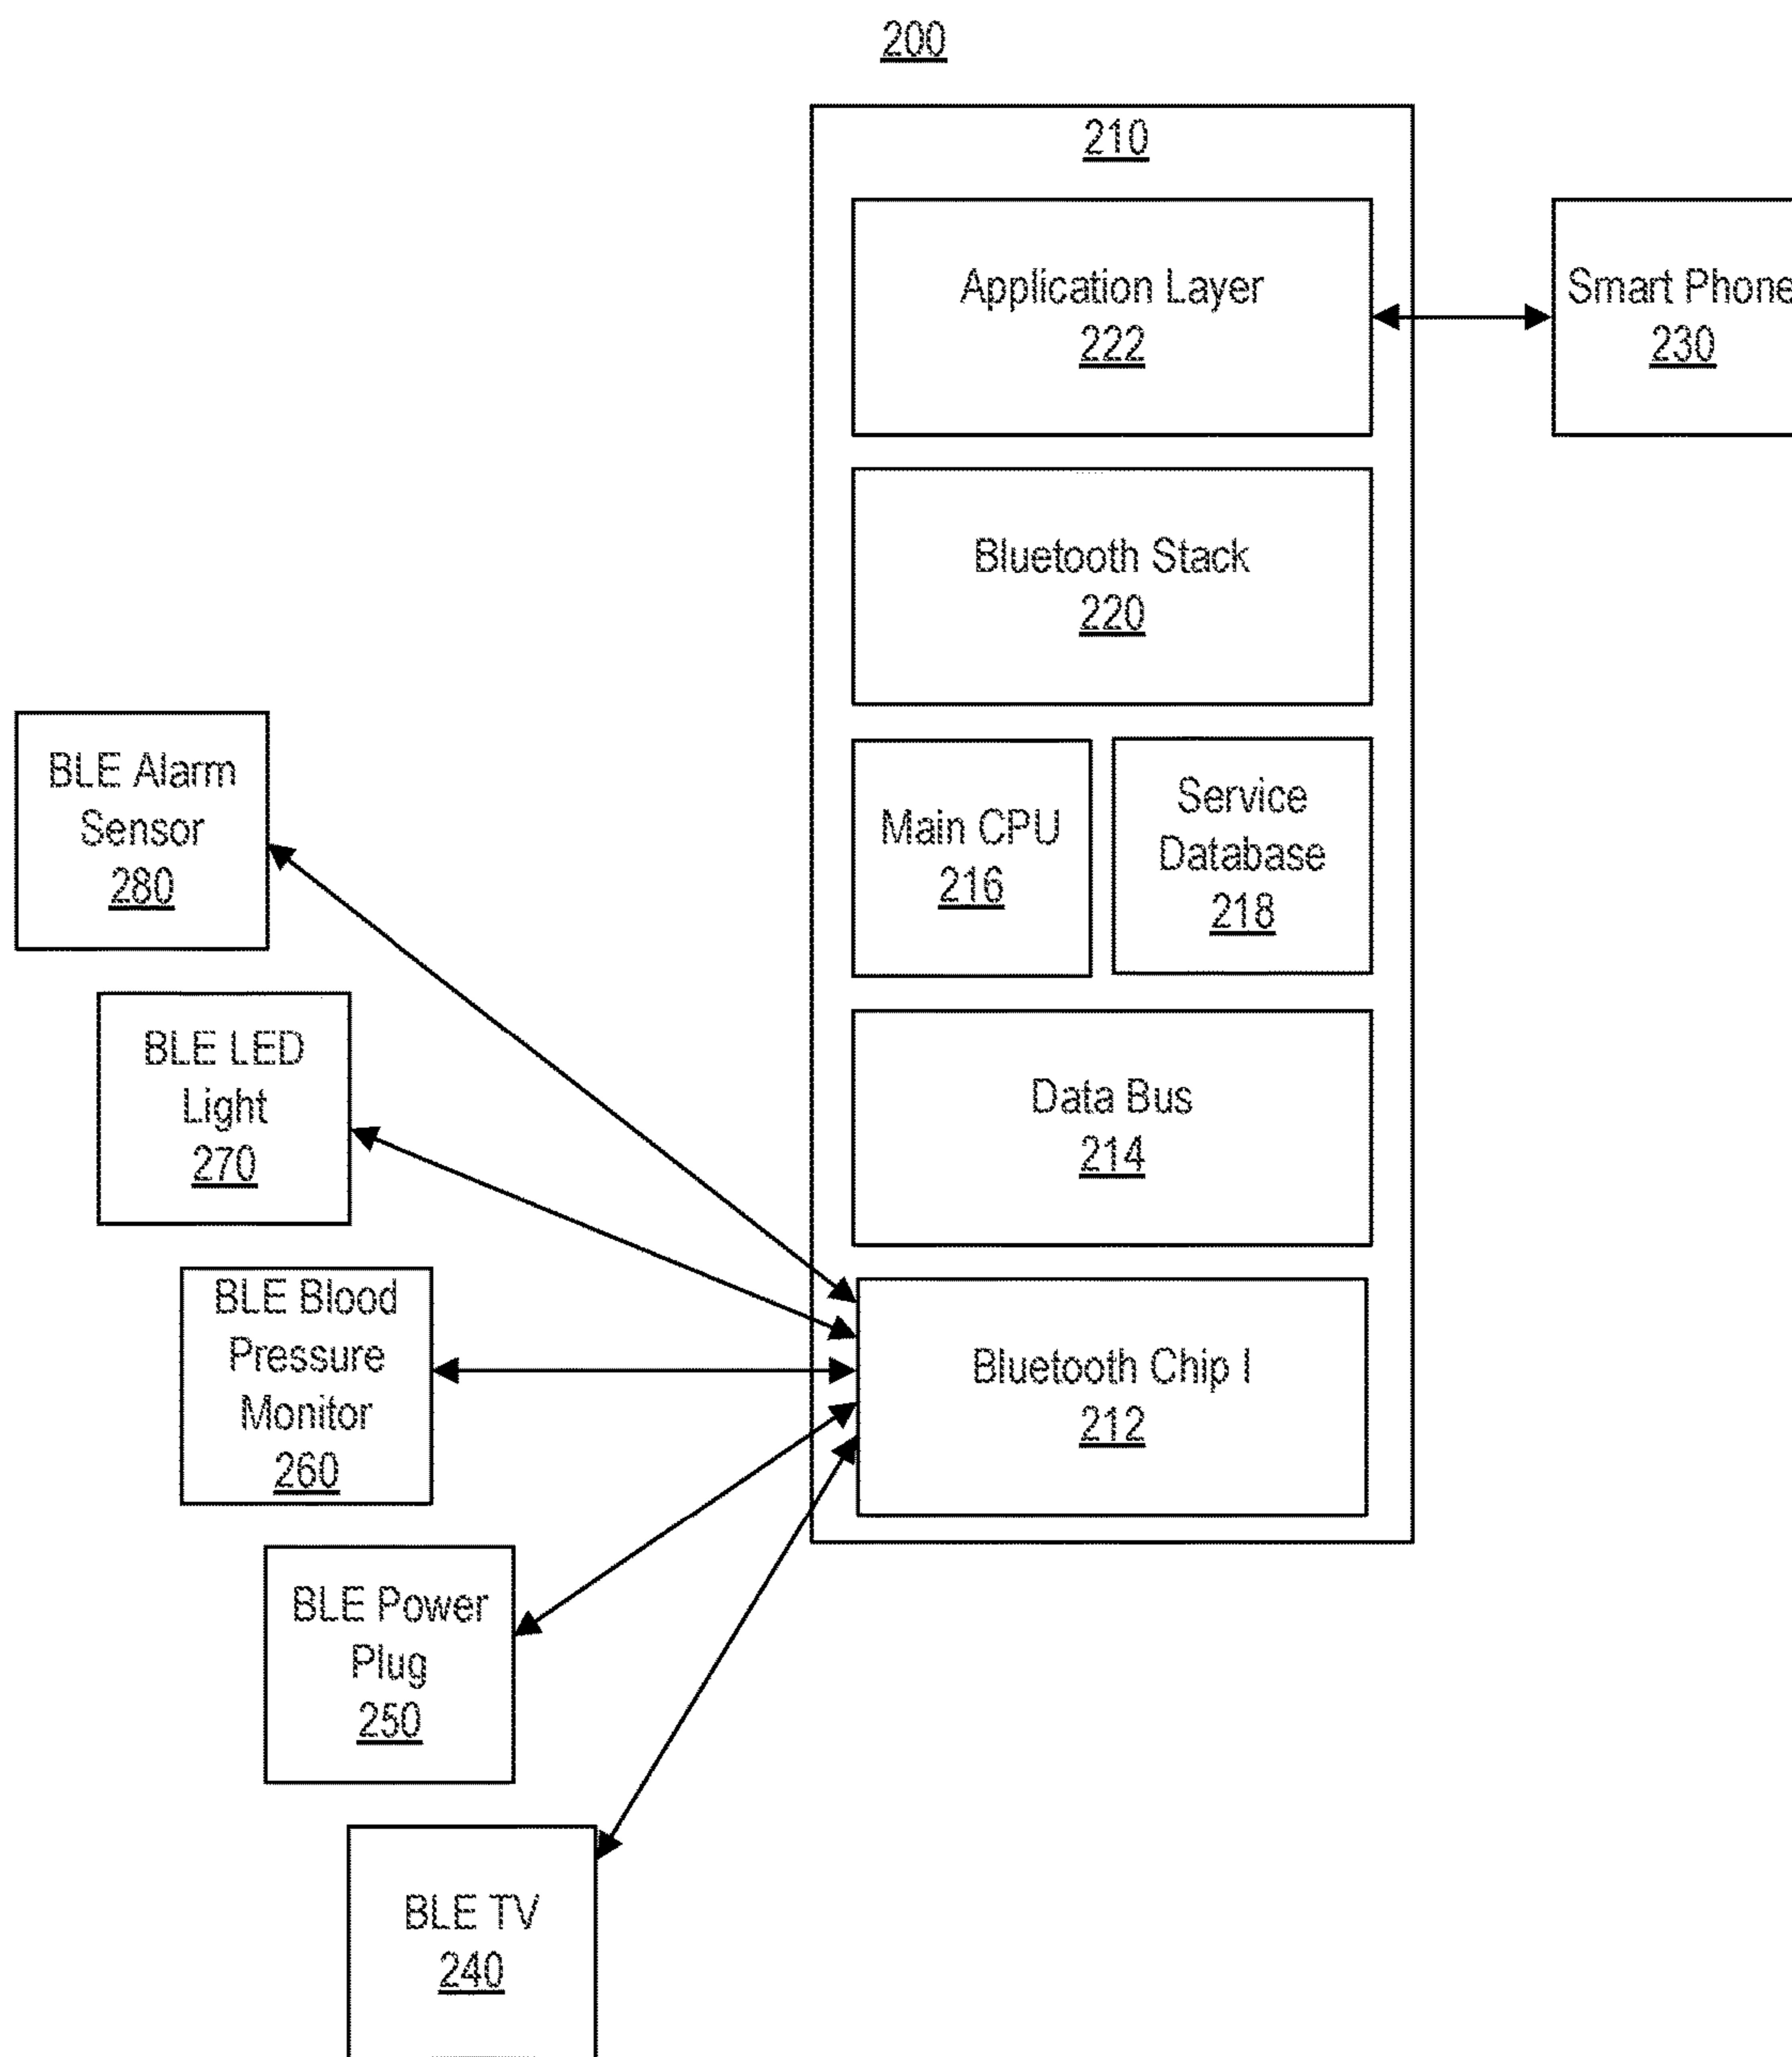 200
210
Application Layer
222
Smart Phone
230
Bluetooth Stack
220
BLE Alarm
Sensor
280
Main CPU
216
Service
Database
218
BLE LED
Light
270
Data Bus
214
BLE Blood
Pressure
Monitor
260
Bluetooth Chip I
212
BLE Power
Plug
250
BLE TV
240